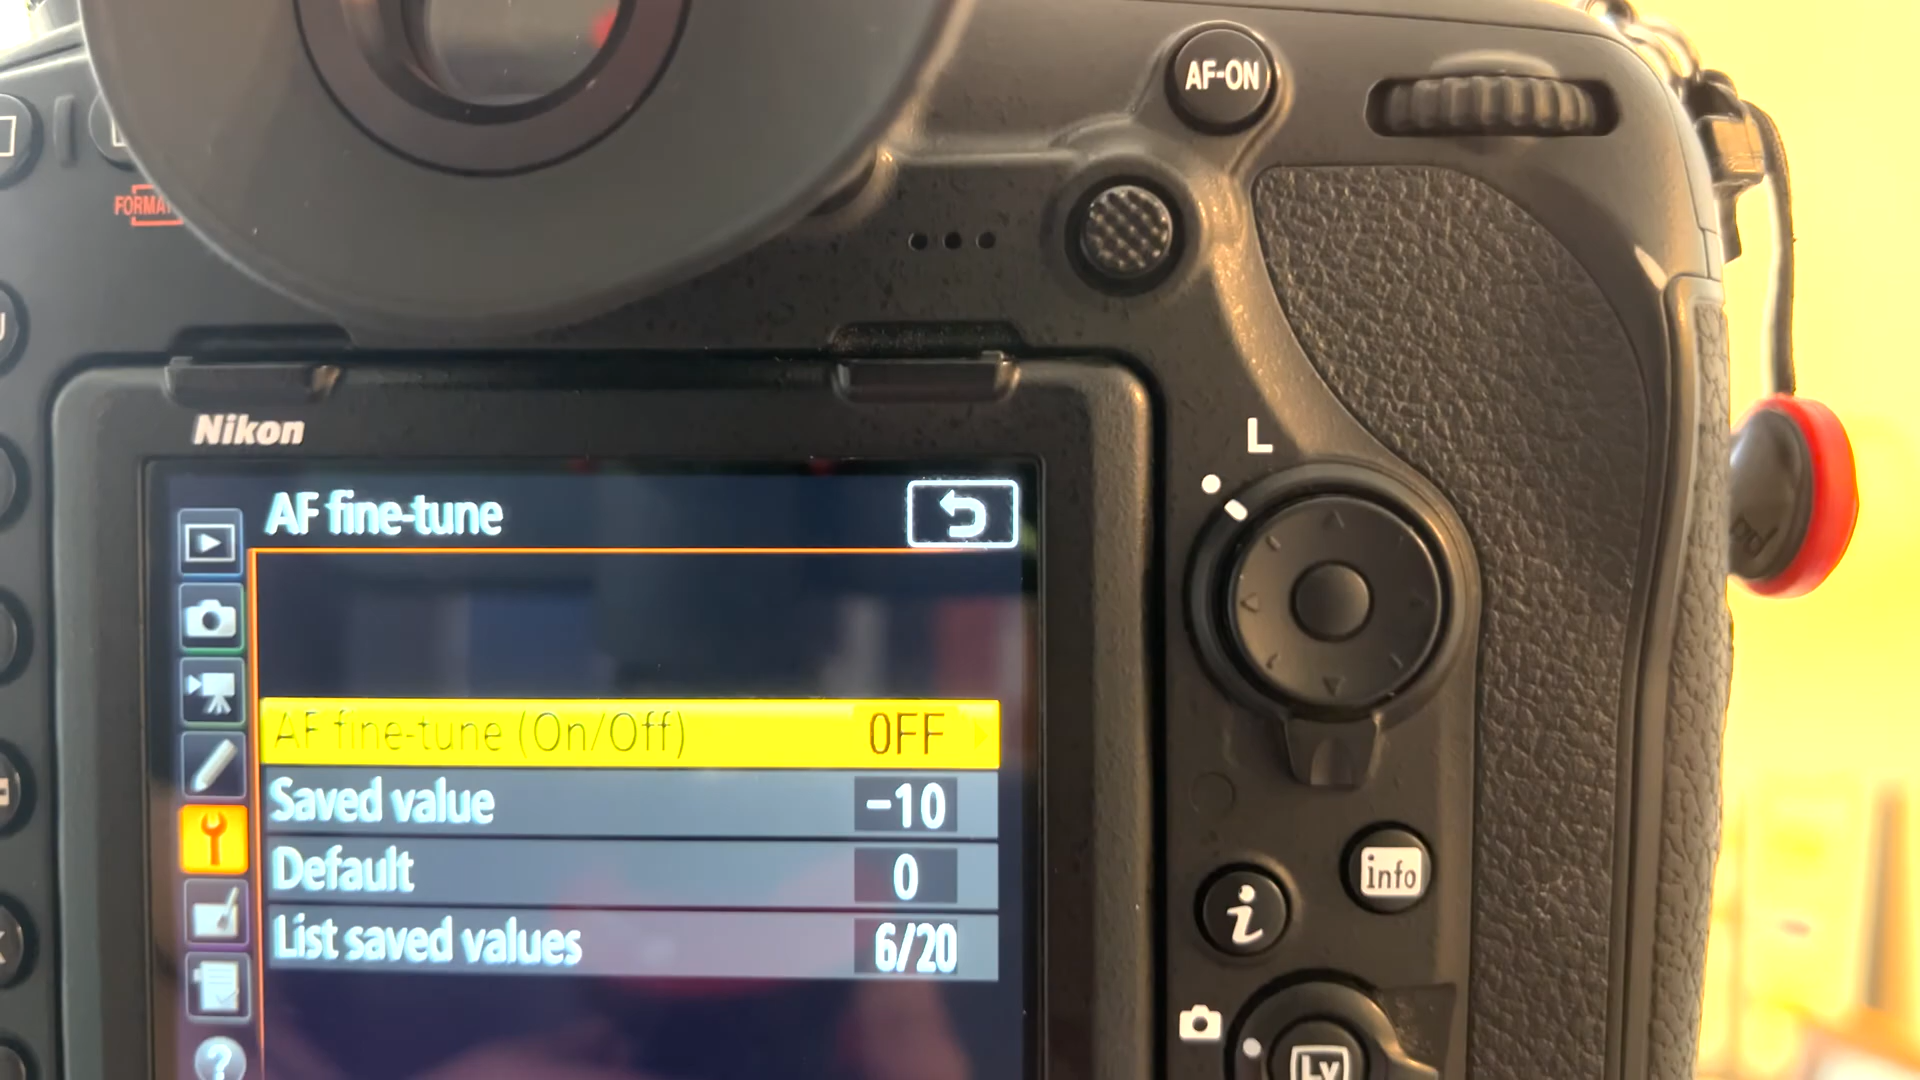 AF-ON
FORMAT
L
Nikon
AF fine-tune
AF fine-tune (On/Off) OFF
Saved value -10
Default 0
List saved values 6/20
?
info
i
Lv